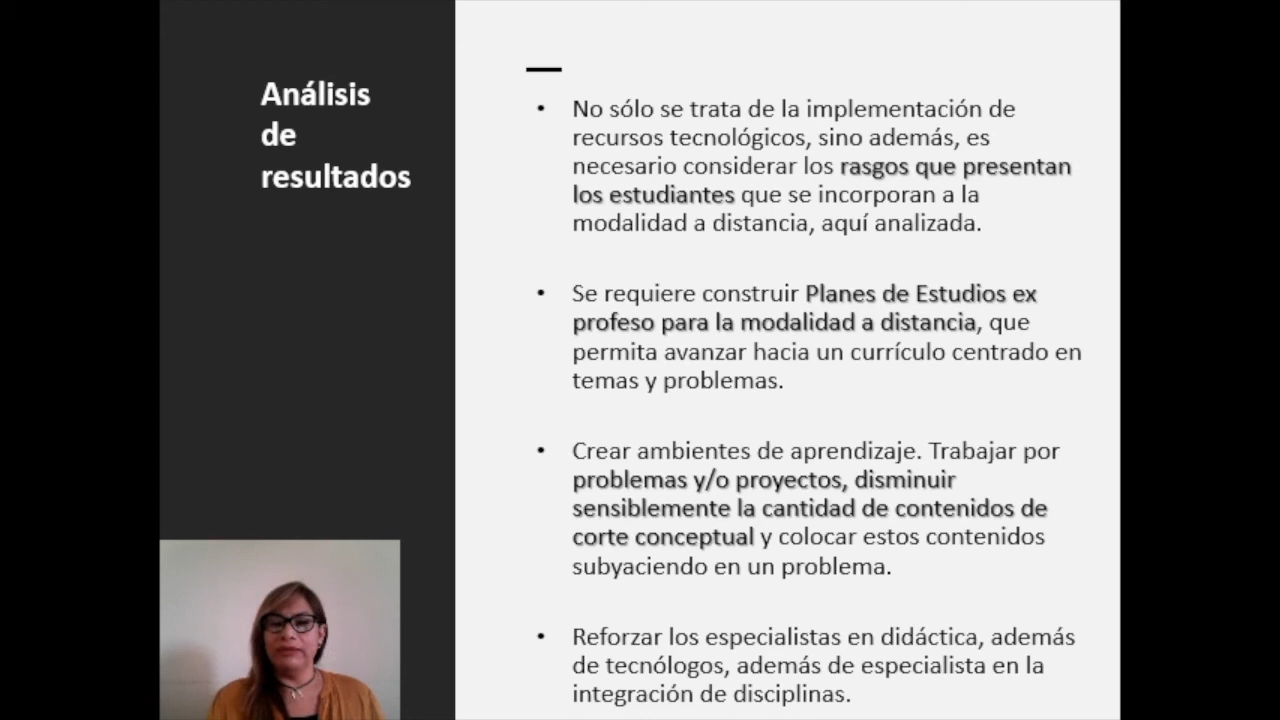 Análisis
de
resultados
• No sólo se trata de la implementación de
recursos tecnológicos, sino además, es
necesario considerar los rasgos que presentan
los estudiantes que se incorporan a la
modalidad a distancia, aquí analizada.
• Se requiere construir Planes de Estudios ex
profeso para la modalidad a distancia, que
permita avanzar hacia un currículo centrado en
temas y problemas.
• Crear ambientes de aprendizaje. Trabajar por
problemas y/o proyectos, disminuir
sensiblemente la cantidad de contenidos de
corte conceptual y colocar estos contenidos
subyaciendo en un problema.
• Reforzar los especialistas en didáctica, además
de tecnólogos, además de especialista en la
integración de disciplinas.